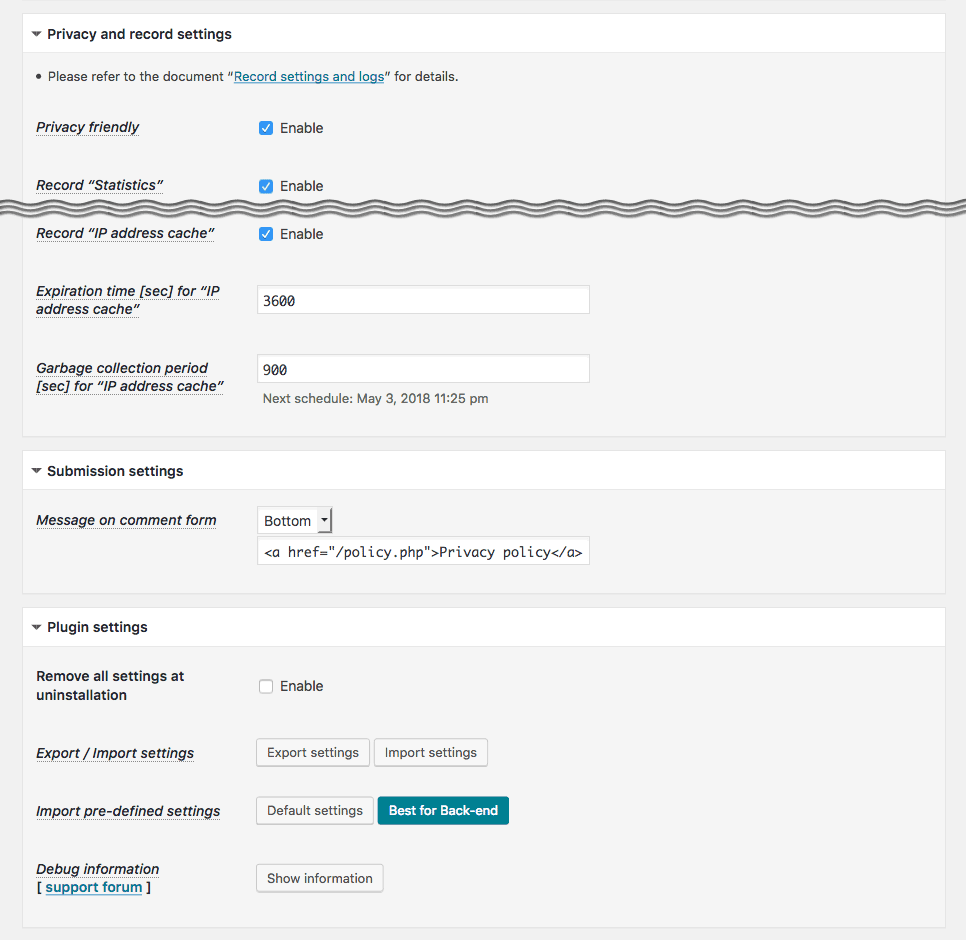 Privacy and record settings
• Please refer to the document “Record settings and logs” for details.
Privacy friendly
Enable
Record “Statistics”
Enable
Record “IP address cache”
Enable
Expiration time [sec] for “IP
address cache”
3600
Garbage collection period
[sec] for “IP address cache”
900
Next schedule: May 3, 2018 11:25 pm
Submission settings
Message on comment form
Bottom
<a href="/policy.php">Privacy policy</a>
Plugin settings
Remove all settings at
uninstallation
Enable
Export / Import settings
Export settings Import settings
Import pre-defined settings
Default settings Best for Back-end
Debug information
[ support forum ]
Show information